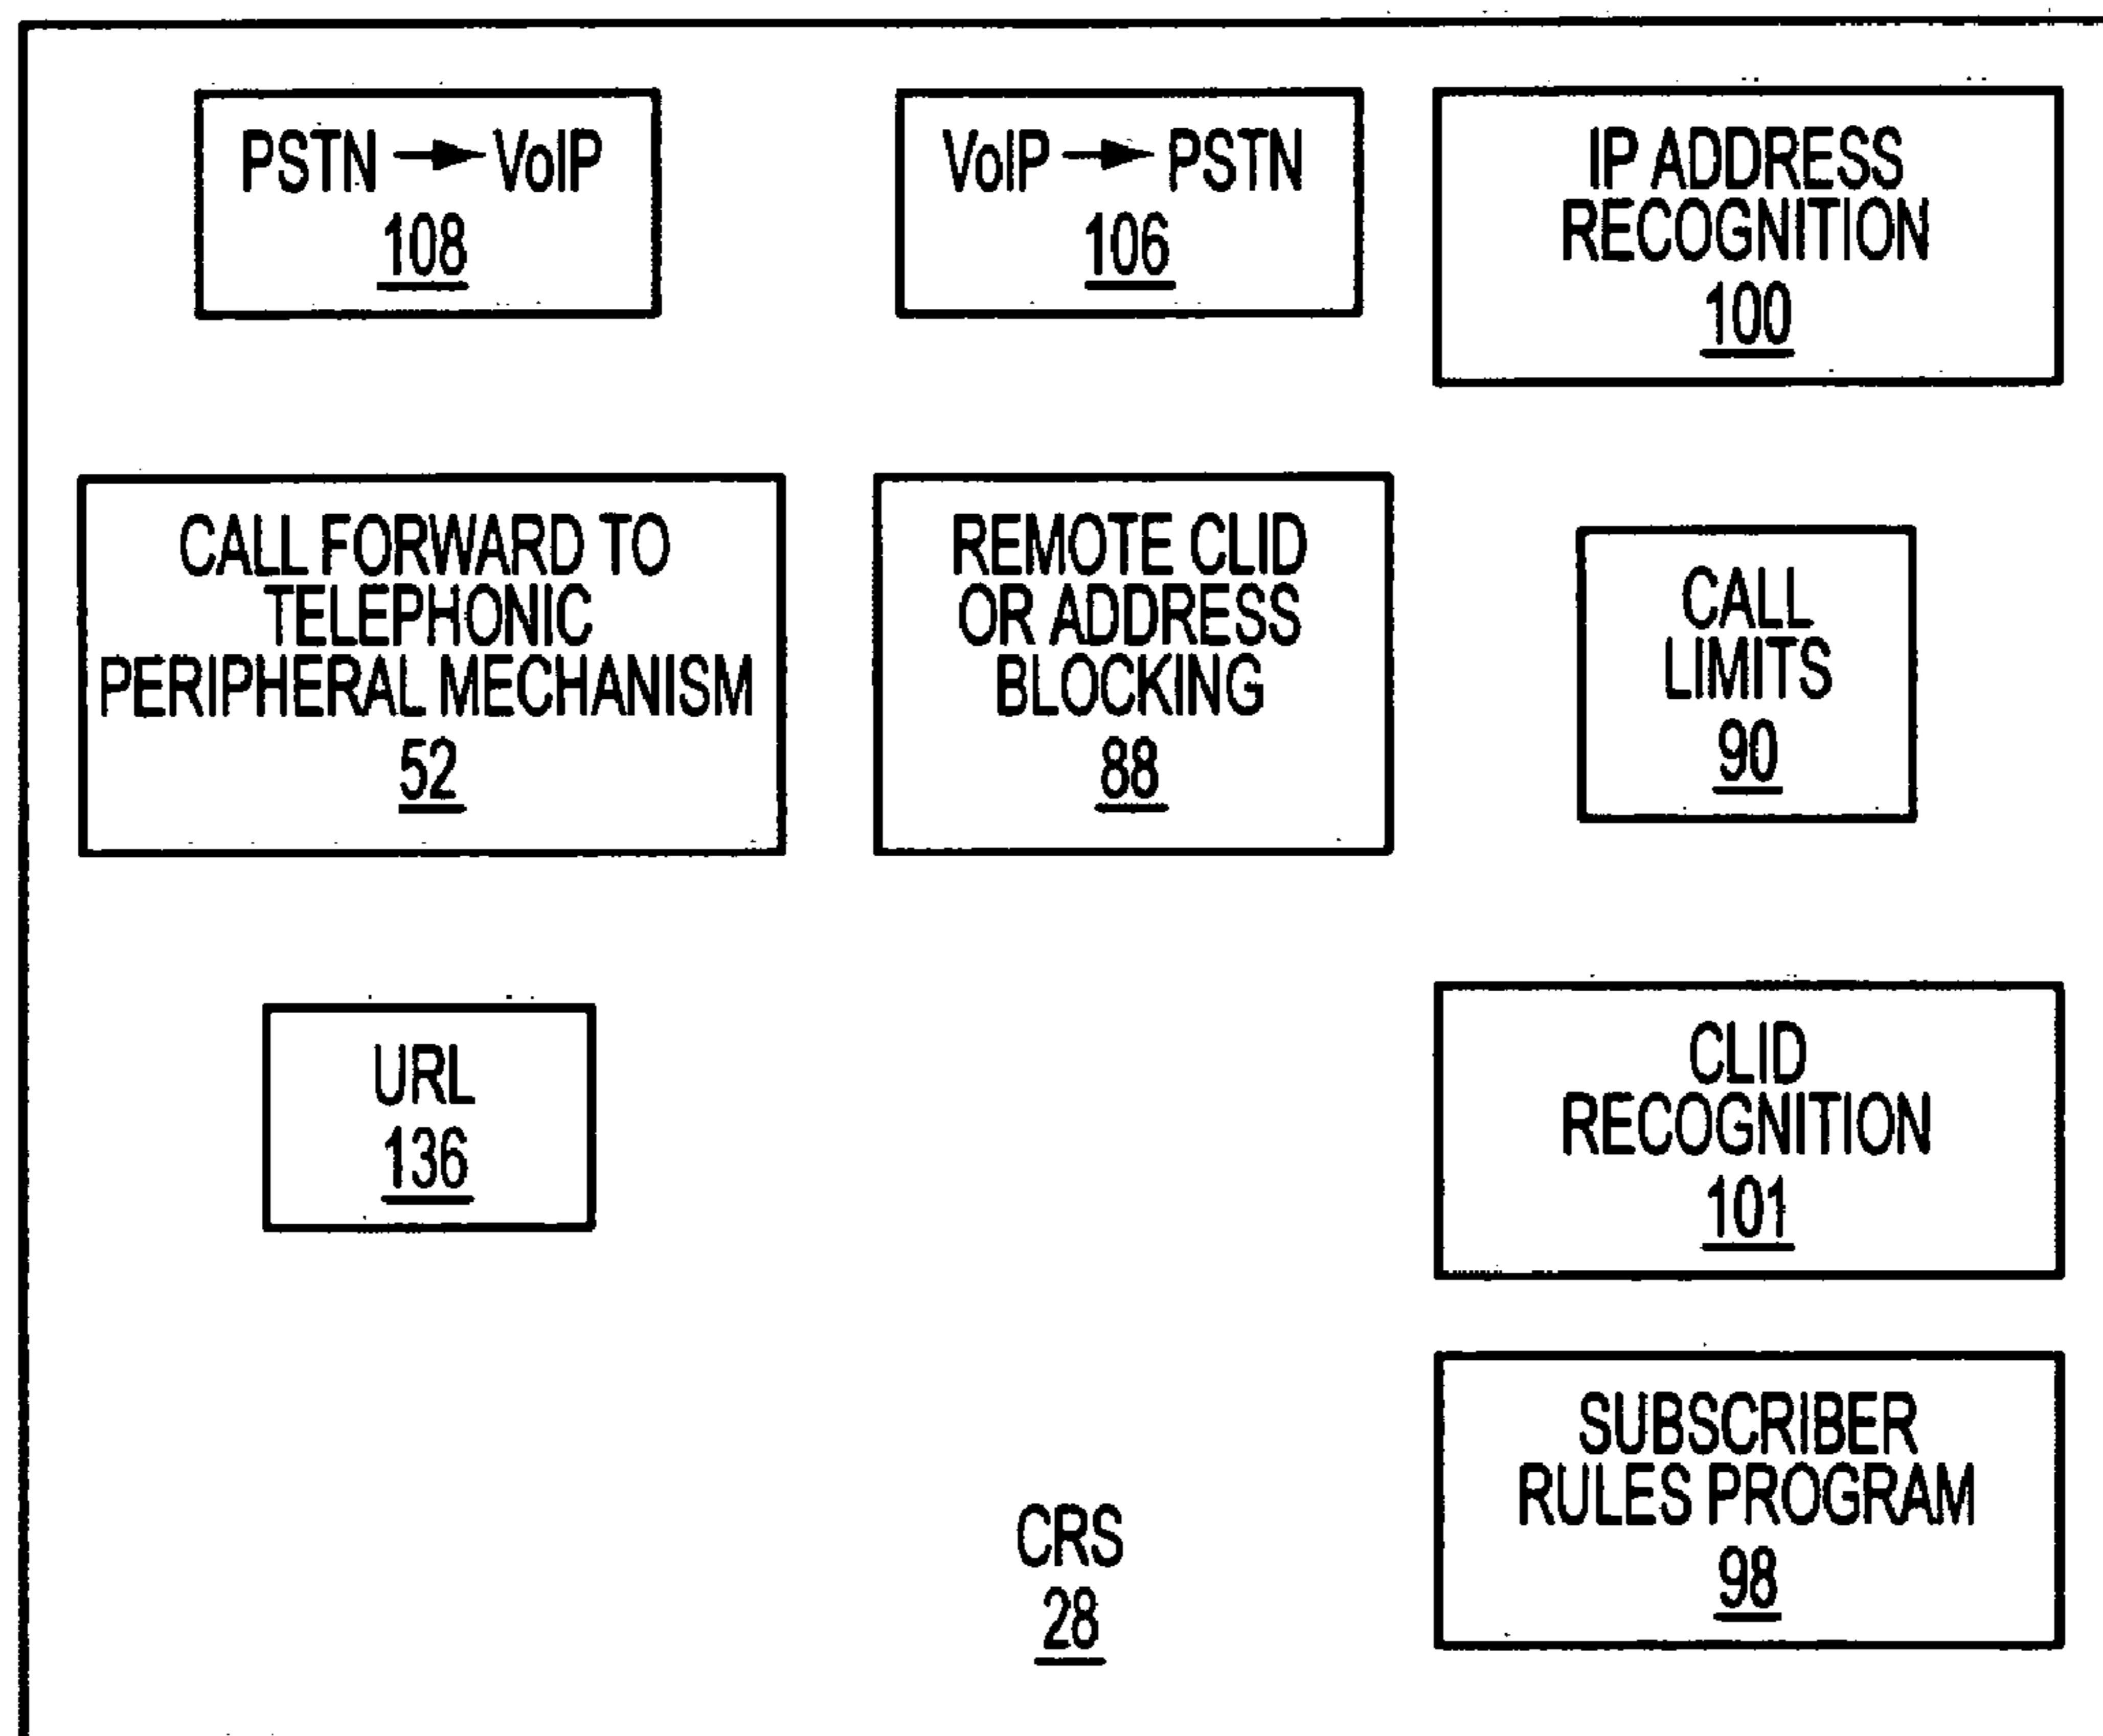 PSTN → VoIP
108
VoIP → PSTN
106
IP ADDRESS
RECOGNITION
100
CALL FORWARD TO
TELEPHONIC
PERIPHERAL MECHANISM
52
REMOTE CLID
OR ADDRESS
BLOCKING
88
CALL
LIMITS
90
URL
136
CLID
RECOGNITION
101
SUBSCRIBER
RULES PROGRAM
98
CRS
28